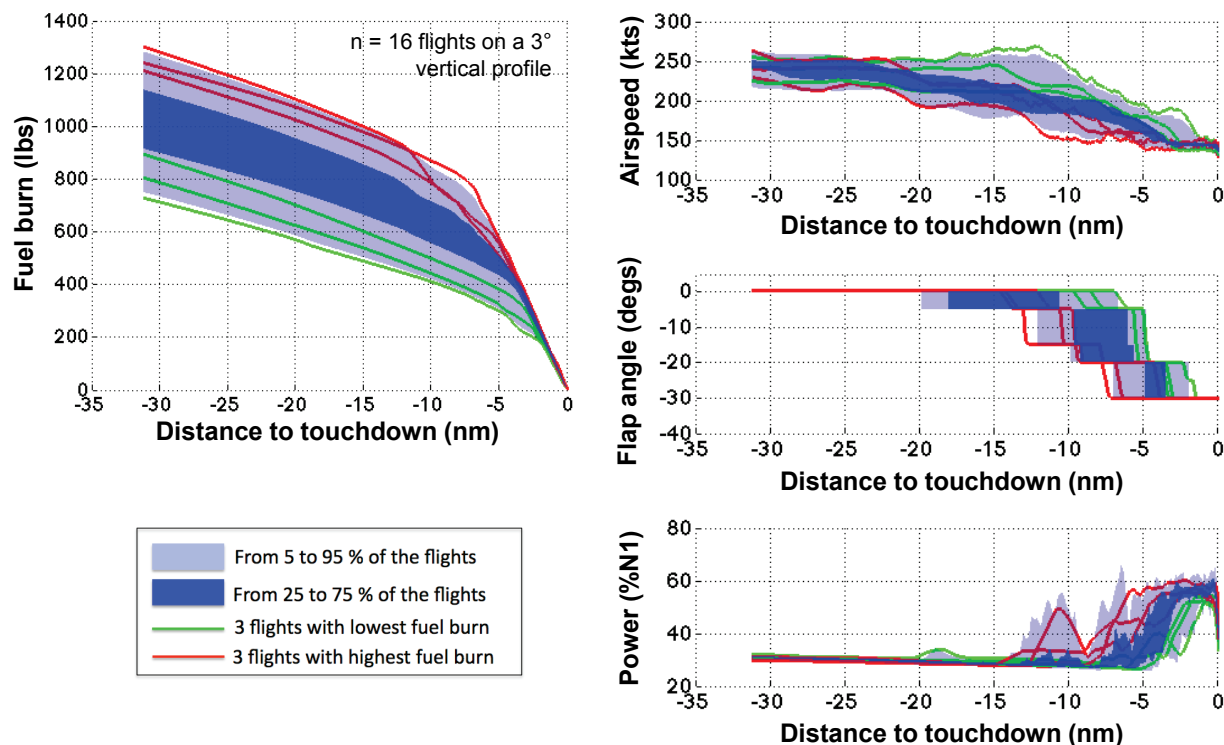 Fuel burn (lbs)
1400
1200
1000
800
600
400
200
0
n = 16 flights on a 3°
vertical profile
-35 -30 -25 -20 -15 -10 -5 0
Distance to touchdown (nm)
From 5 to 95 % of the flights
From 25 to 75 % of the flights
3 flights with lowest fuel burn
3 flights with highest fuel burn
Airspeed (kts)
300
250
200
150
100
-35 -30 -25 -20 -15 -10 -5 0
Distance to touchdown (nm)
Flap angle (degs)
0
-10
-20
-30
-40
-35 -30 -25 -20 -15 -10 -5 0
Distance to touchdown (nm)
Power (%N1)
80
60
40
20
-35 -30 -25 -20 -15 -10 -5 0
Distance to touchdown (nm)